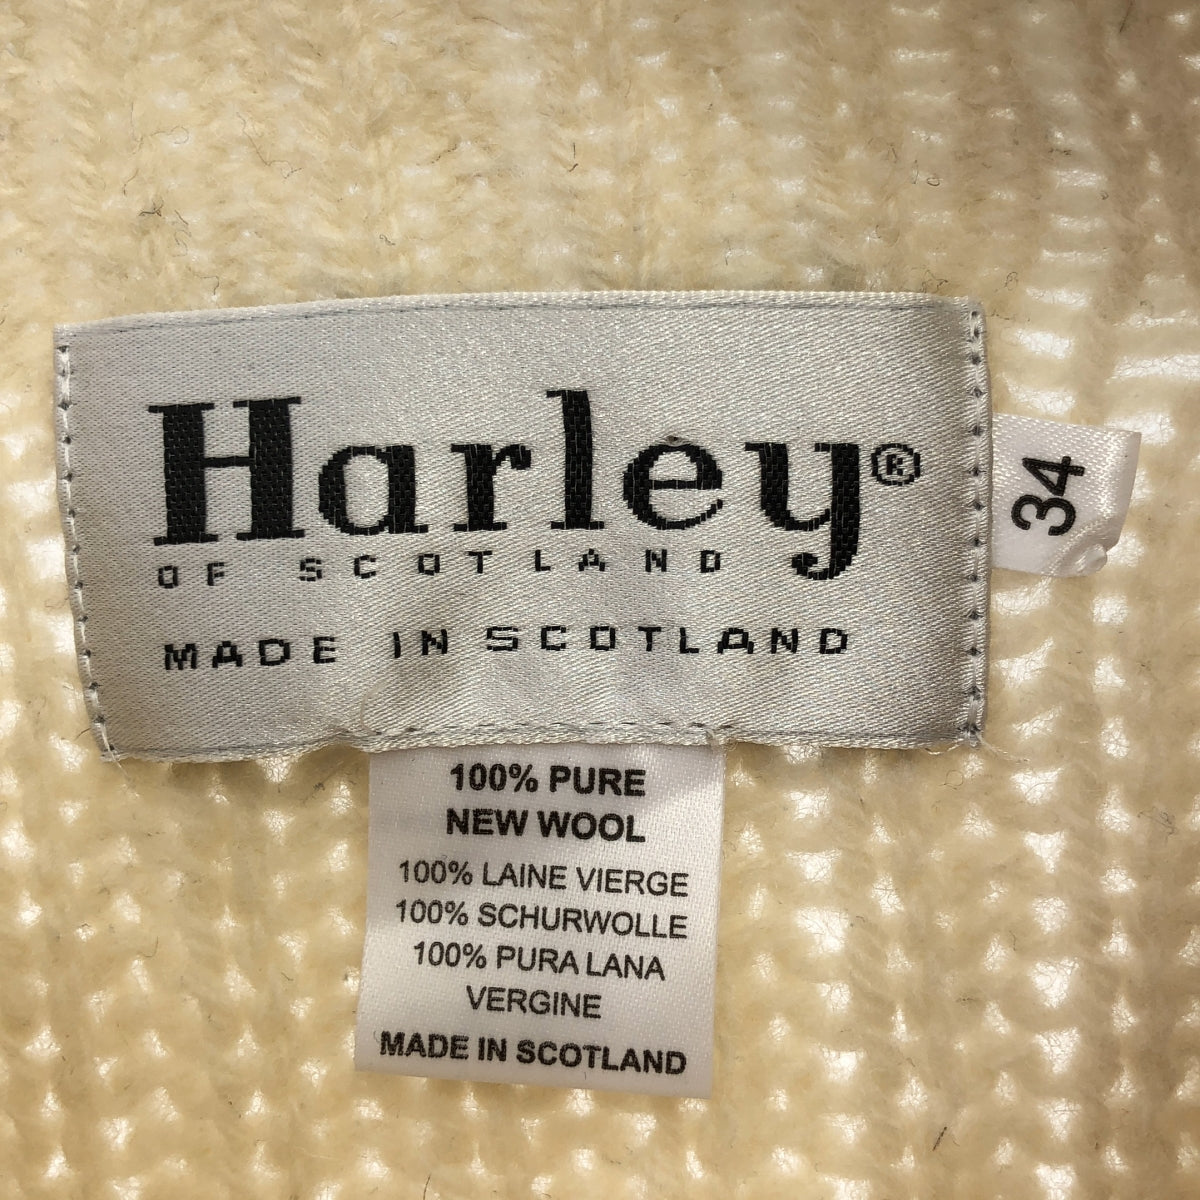 Harley®
OF SCOTLAND
MADE IN SCOTLAND
34
100% PURE
NEW WOOL
100% LAINE VIERGE
100% SCHURWOLLE
100% PURA LANA
VERGINE
MADE IN SCOTLAND